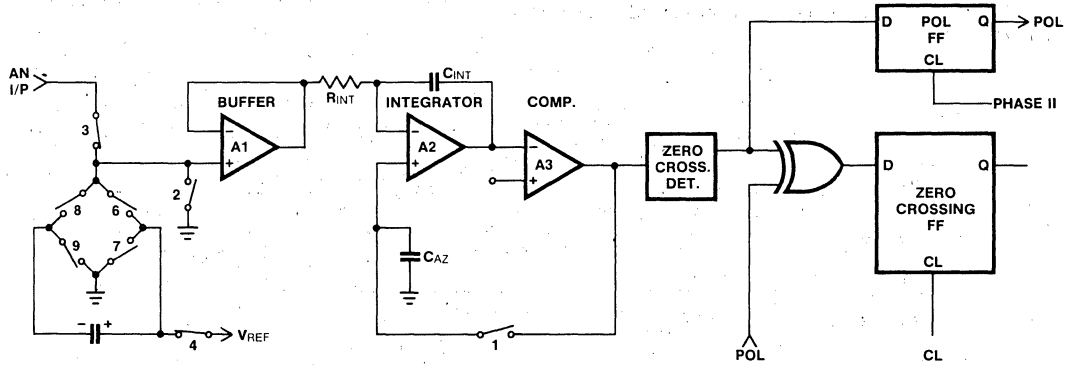 AN
I/P
3
BUFFER
A1
−
+
2
8
6
9
7
−
+
4
VREF
RINT
CINT
INTEGRATOR
A2
−
+
CAZ
1
COMP.
A3
−
+
ZERO
CROSS.
DET.
POL
D
Q
POL
FF
CL
POL
PHASE II
D
Q
ZERO
CROSSING
FF
CL
CL